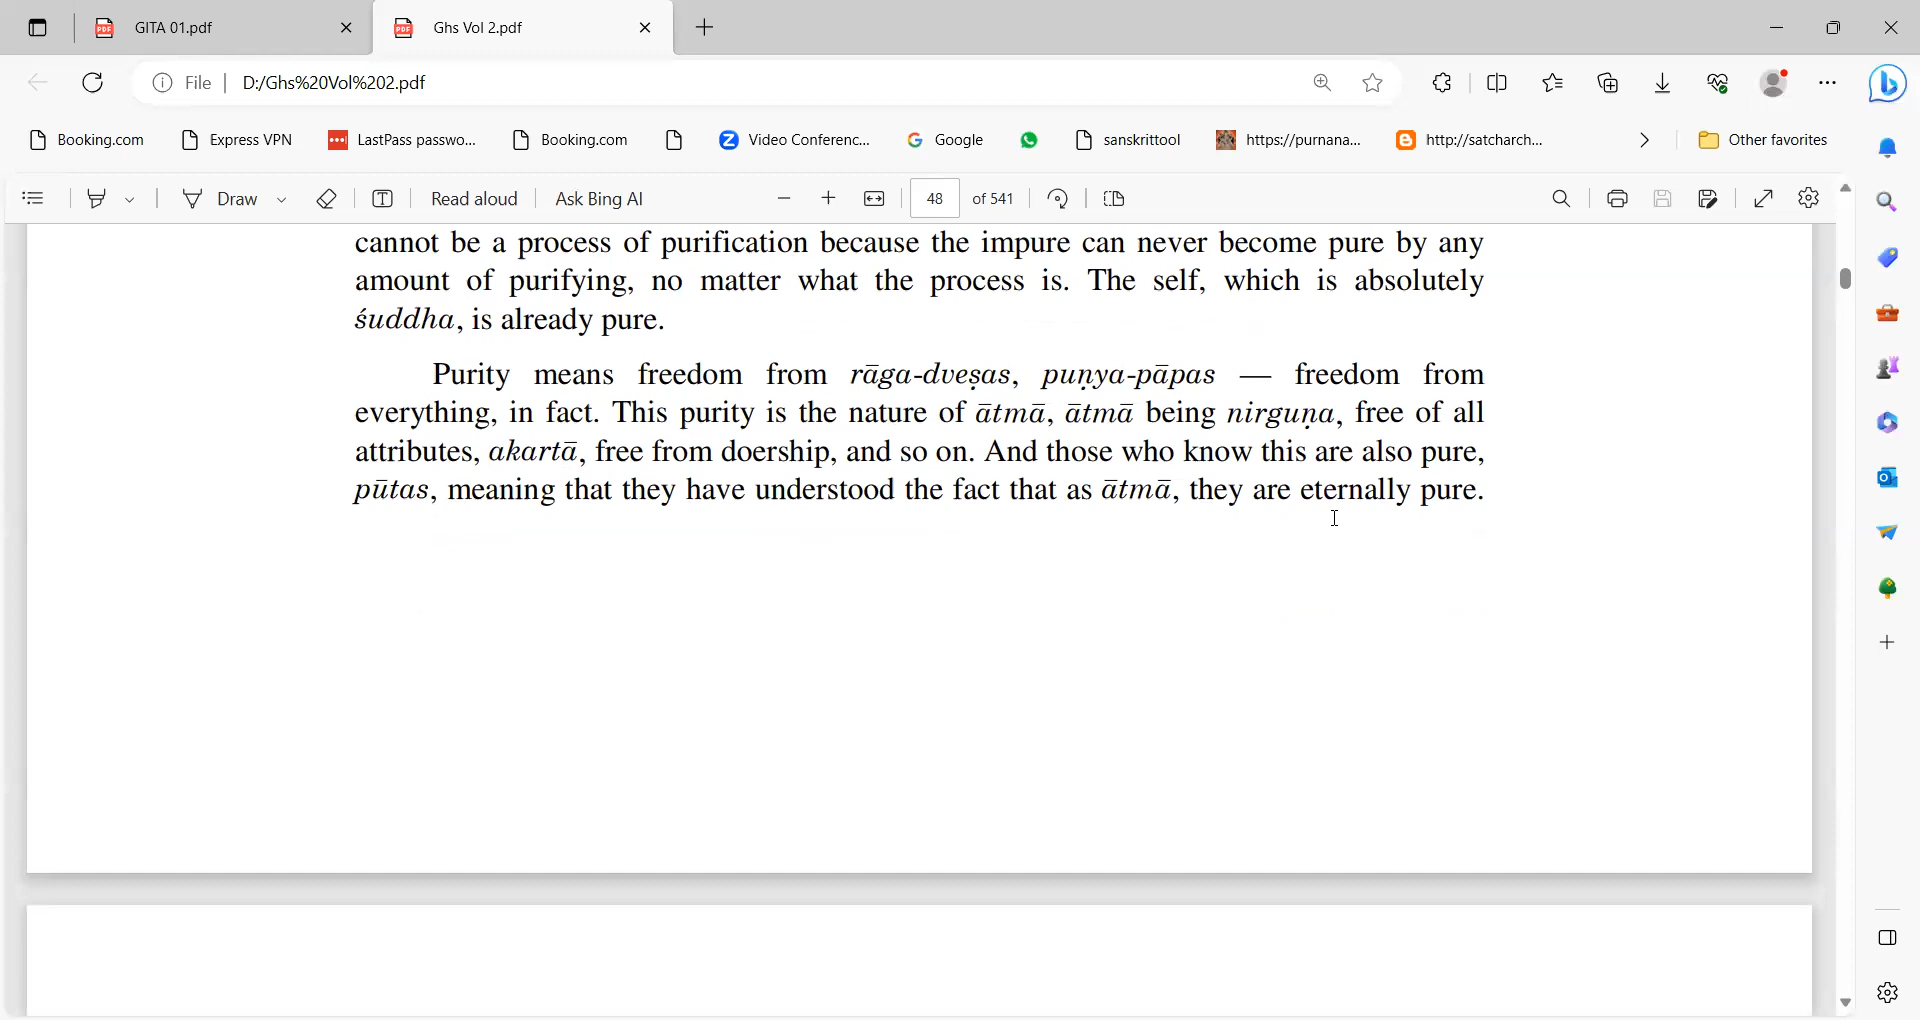 GITA 01.pdf
Ghs Vol 2.pdf
File | D:/Ghs%20Vol%202.pdf
Booking.com Express VPN LastPass passwo... Booking.com Video Conferenc... Google sanskrittool https://purnana... http://satcharch... Other favorites
Draw Read aloud Ask Bing AI 48 of 541
cannot be a process of purification because the impure can never become pure by any
amount of purifying, no matter what the process is. The self, which is absolutely
śuddha, is already pure.
Purity means freedom from rāga-dveṣas, puṇya-pāpas — freedom from
everything, in fact. This purity is the nature of ātmā, ātmā being nirguṇa, free of all
attributes, akartā, free from doership, and so on. And those who know this are also pure,
pūtas, meaning that they have understood the fact that as ātmā, they are eternally pure.